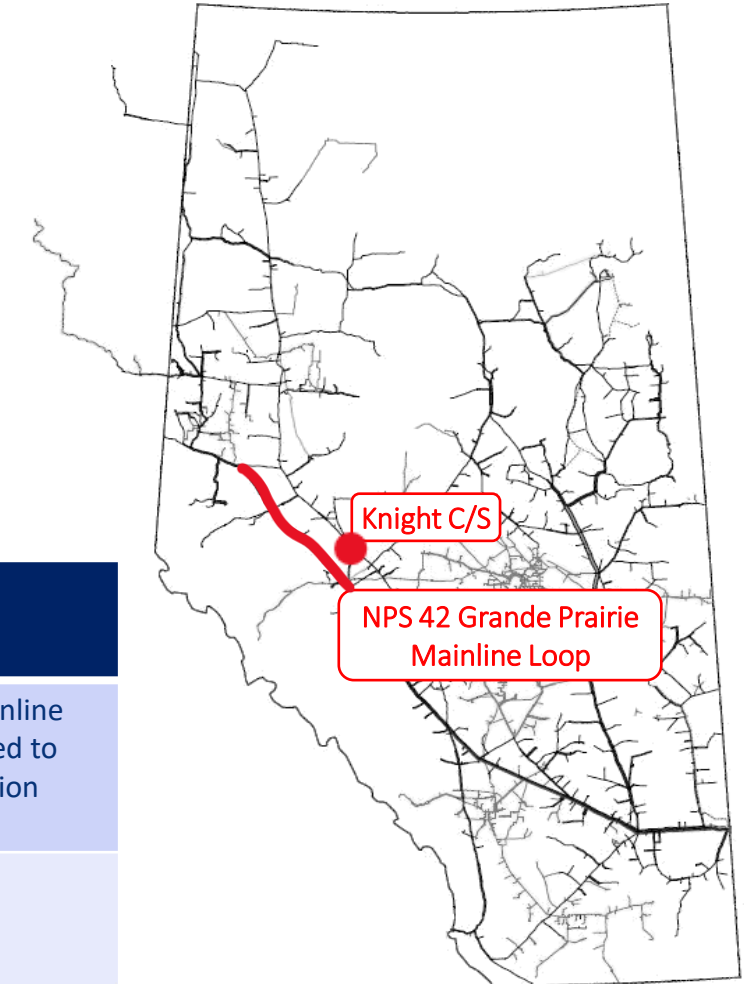 Knight C/S
NPS 42 Grande Prairie
Mainline Loop
nline
ed to
ion